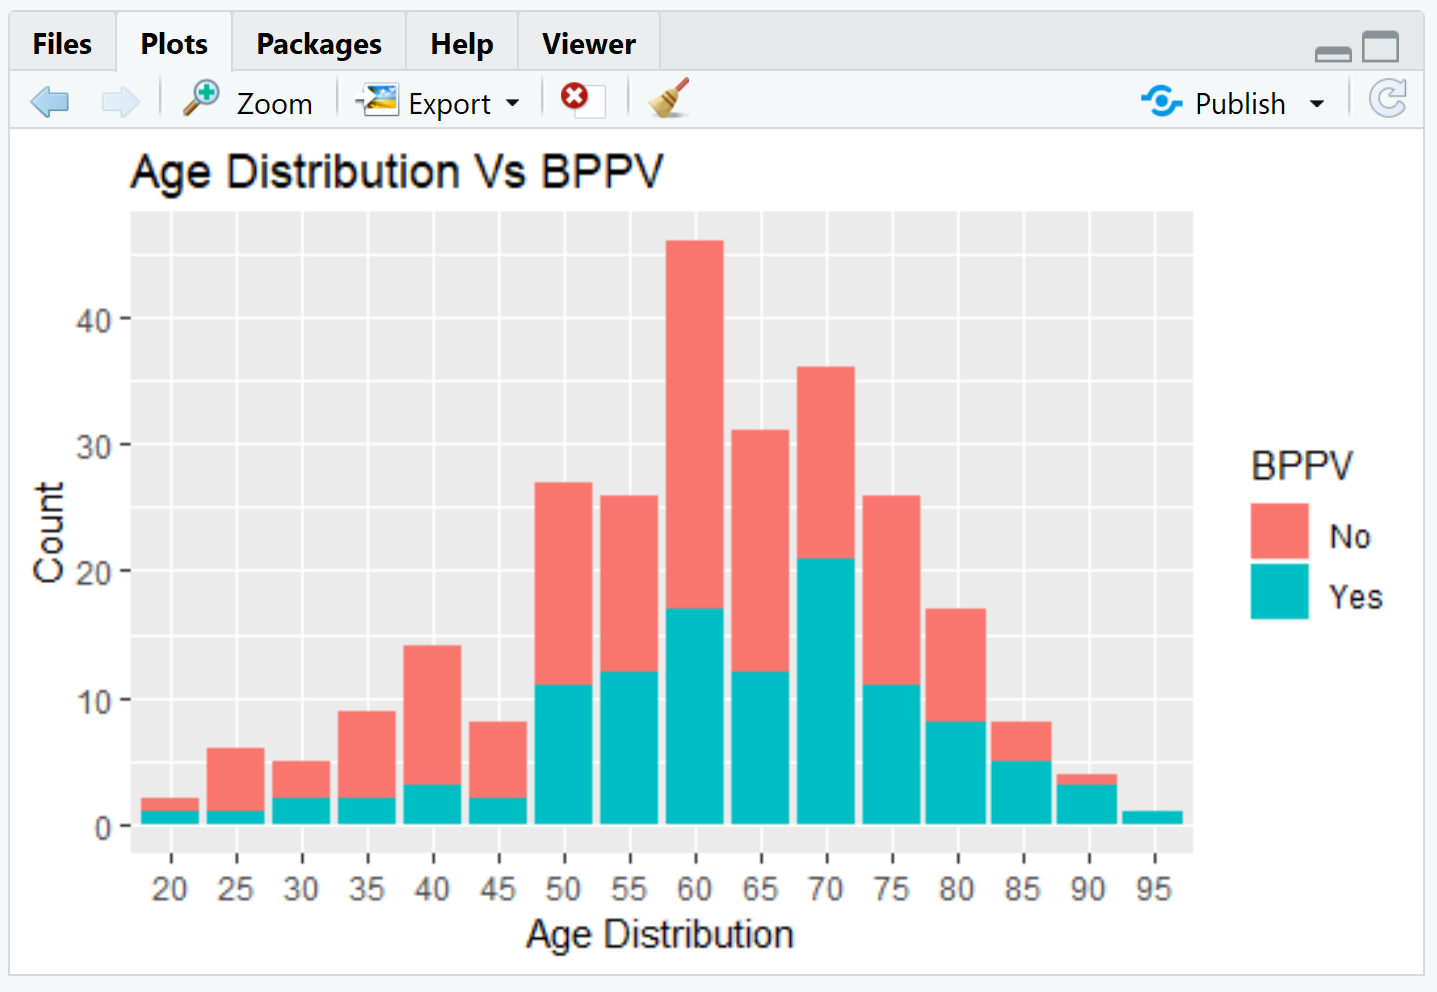 Files Plots Packages Help Viewer
Zoom Export Publish
Age Distribution Vs BPPV
40
30
20
10
0
Count
20 25 30 35 40 45 50 55 60 65 70 75 80 85 90 95
Age Distribution
BPPV
No
Yes